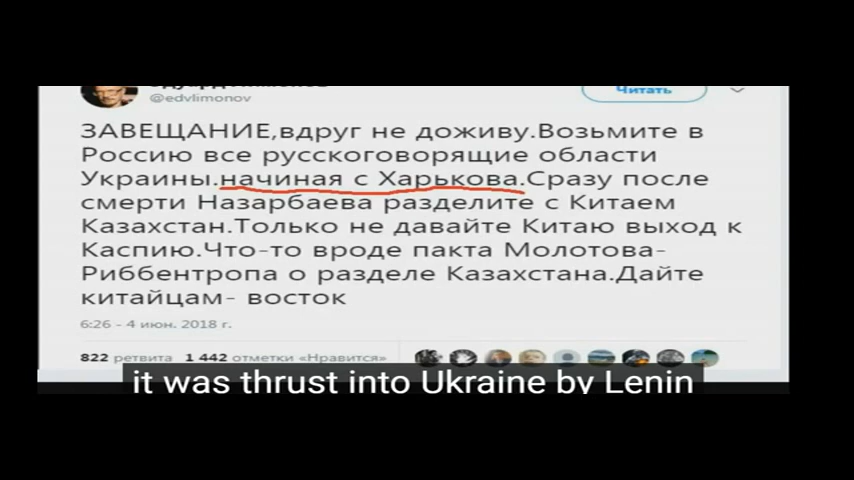 Читать
@edvlimonov
ЗАВЕЩАНИЕ,вдруг не доживу.Возьмите в
Россию все русскоговорящие области
Украины.начиная с Харькова.Сразу после
смерти Назарбаева разделите с Китаем
Казахстан.Только не давайте Китаю выход к
Каспию.Что-то вроде пакта Молотова-
Риббентропа о разделе Казахстана.Дайте
китайцам- восток
6:26 - 4 июн. 2018 г.
822 ретвита 1 442 отметки «Нравится»
it was thrust into Ukraine by Lenin